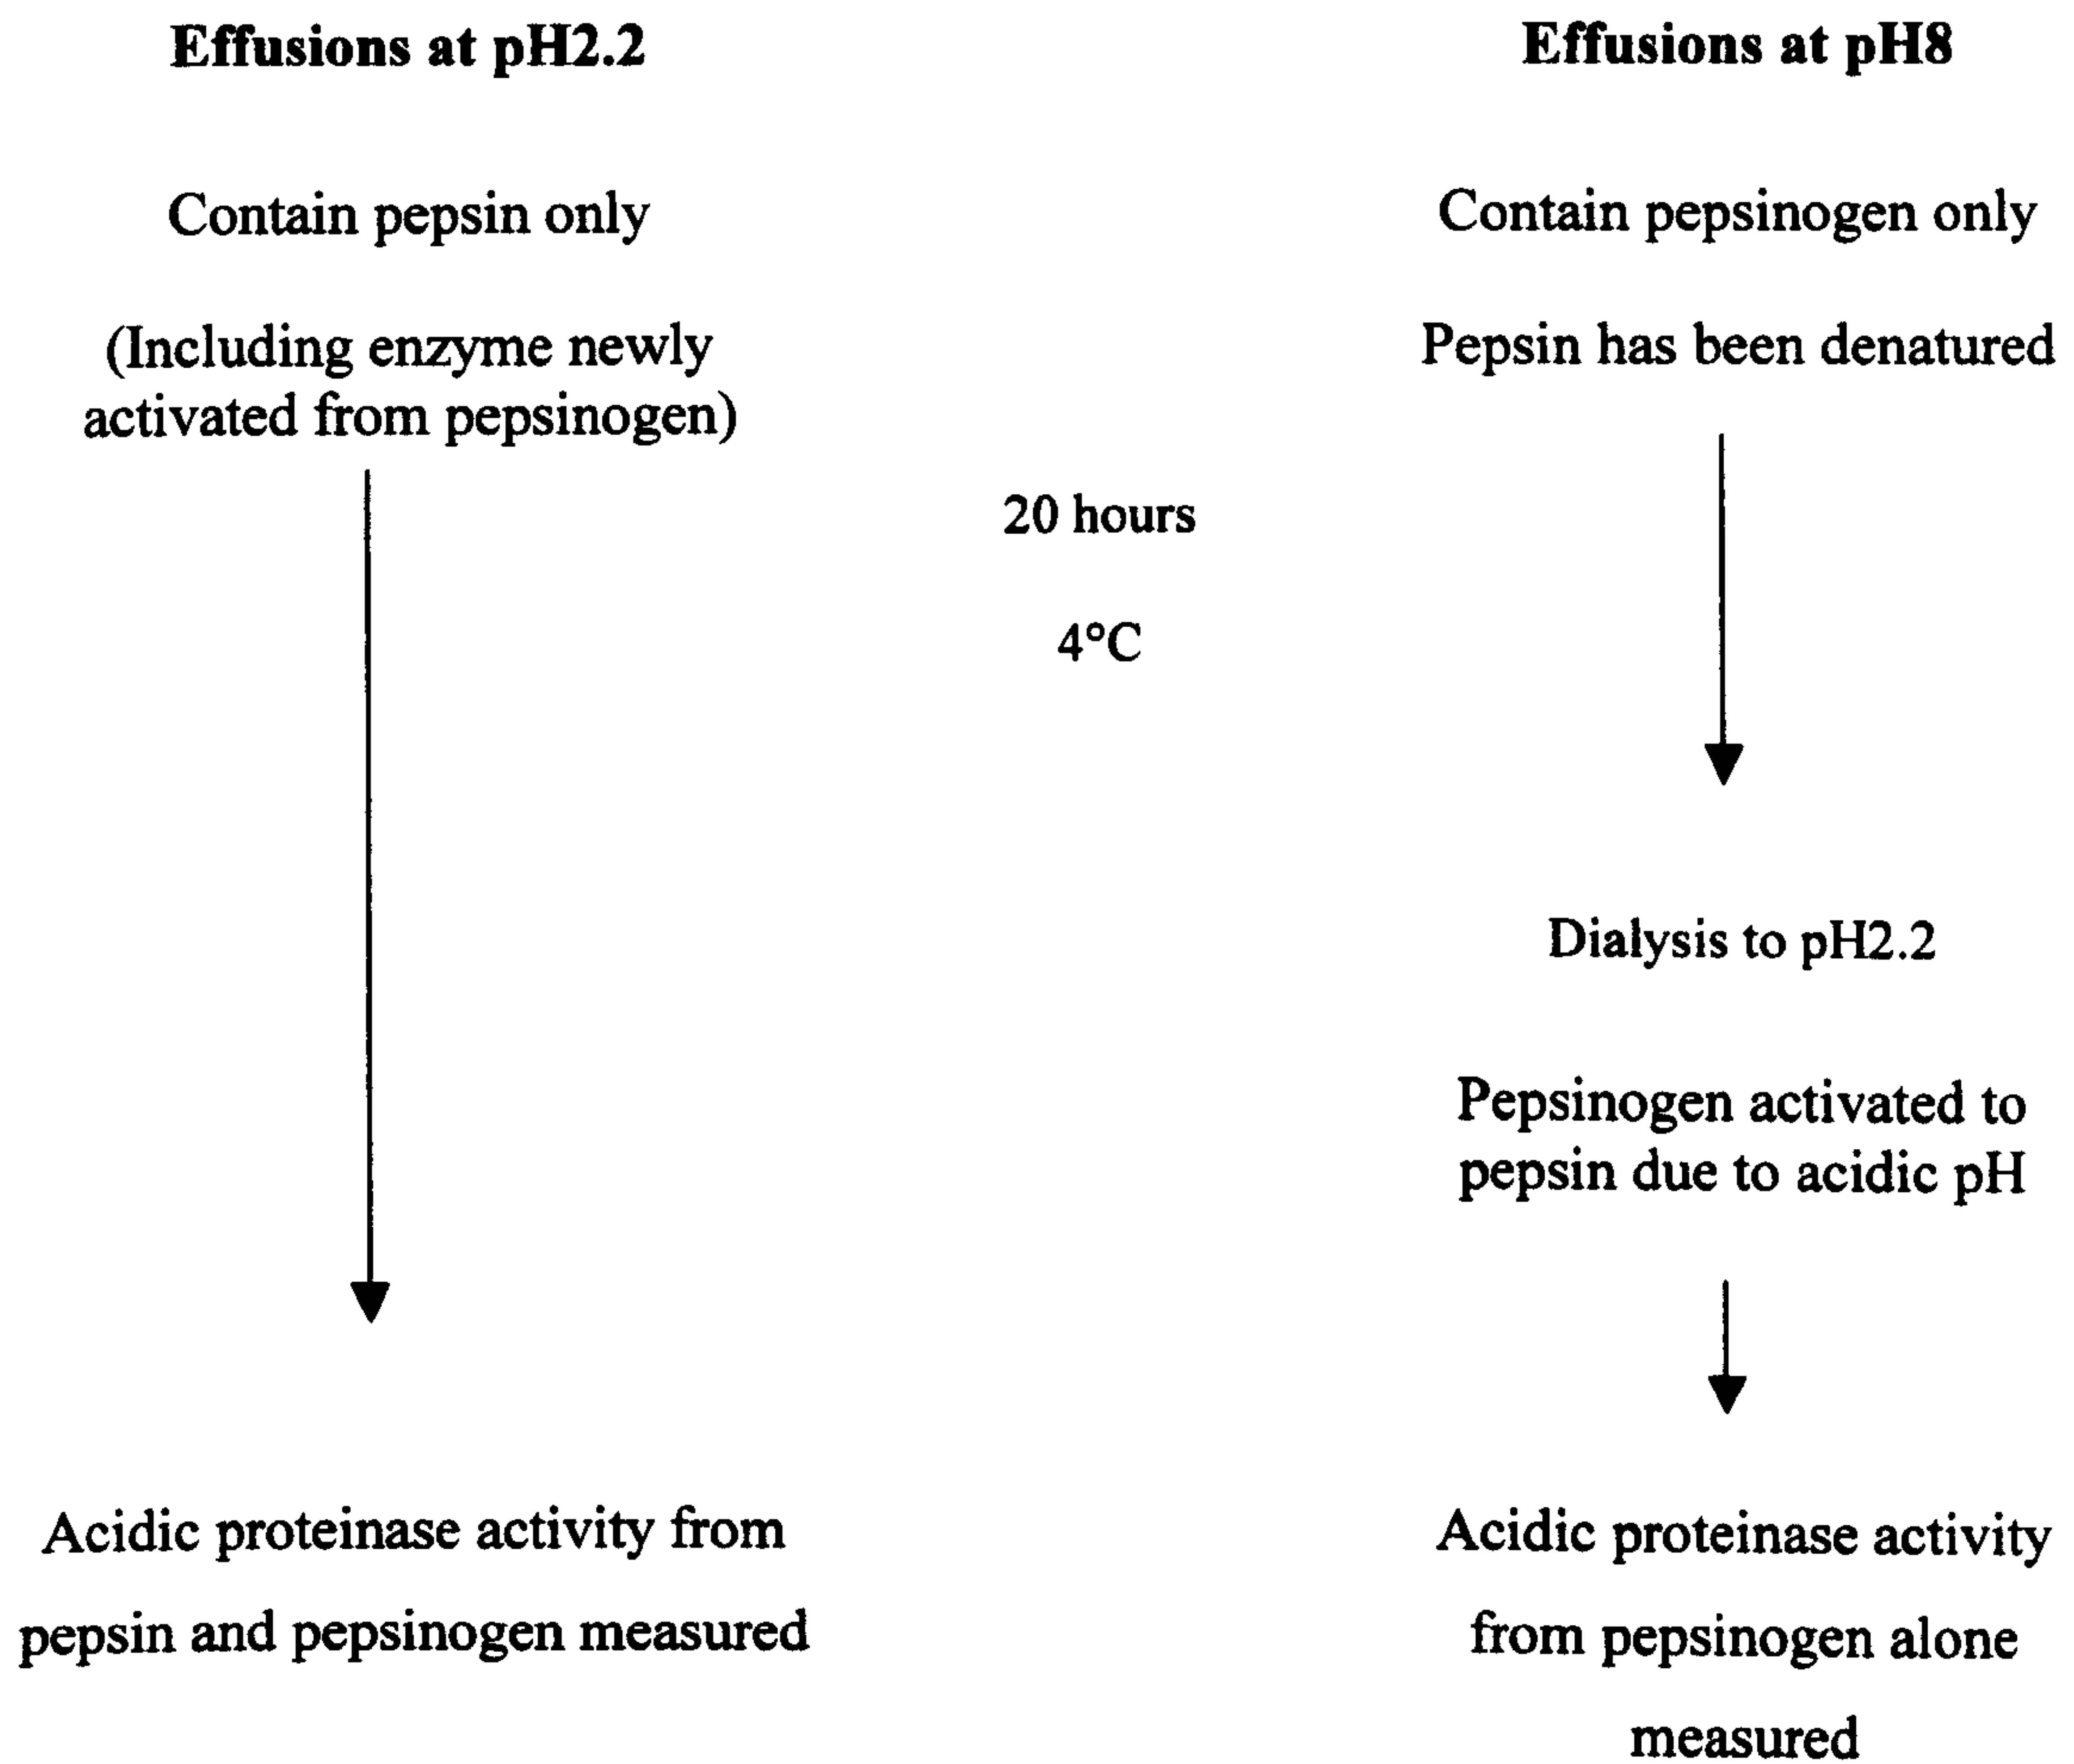 Effusions at pH2.2
Contain pepsin only
(Including enzyme newly
activated from pepsinogen)
20 hours
4°C
Acidic proteinase activity from
pepsin and pepsinogen measured
Effusions at pH8
Contain pepsinogen only
Pepsin has been denatured
Dialysis to pH2.2
Pepsinogen activated to
pepsin due to acidic pH
Acidic proteinase activity
from pepsinogen alone
measured